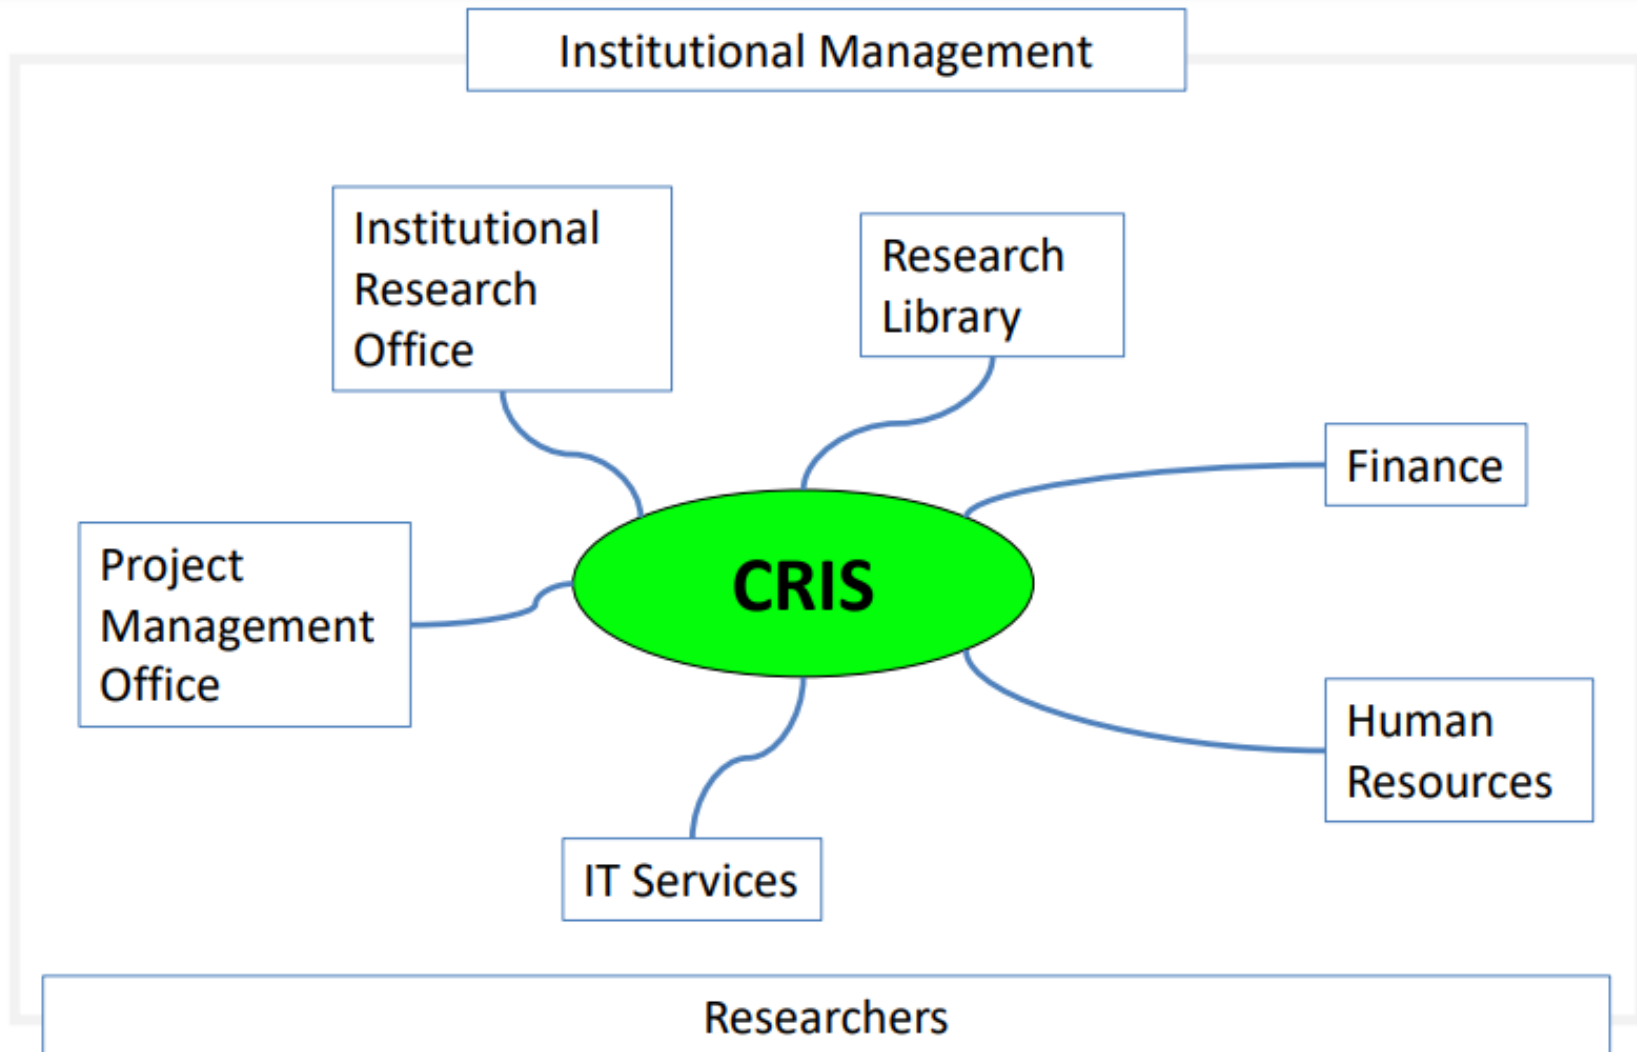 Institutional Management
Institutional
Research
Office
Research
Library
Finance
Project
Management
Office
CRIS
Human
Resources
IT Services
Researchers